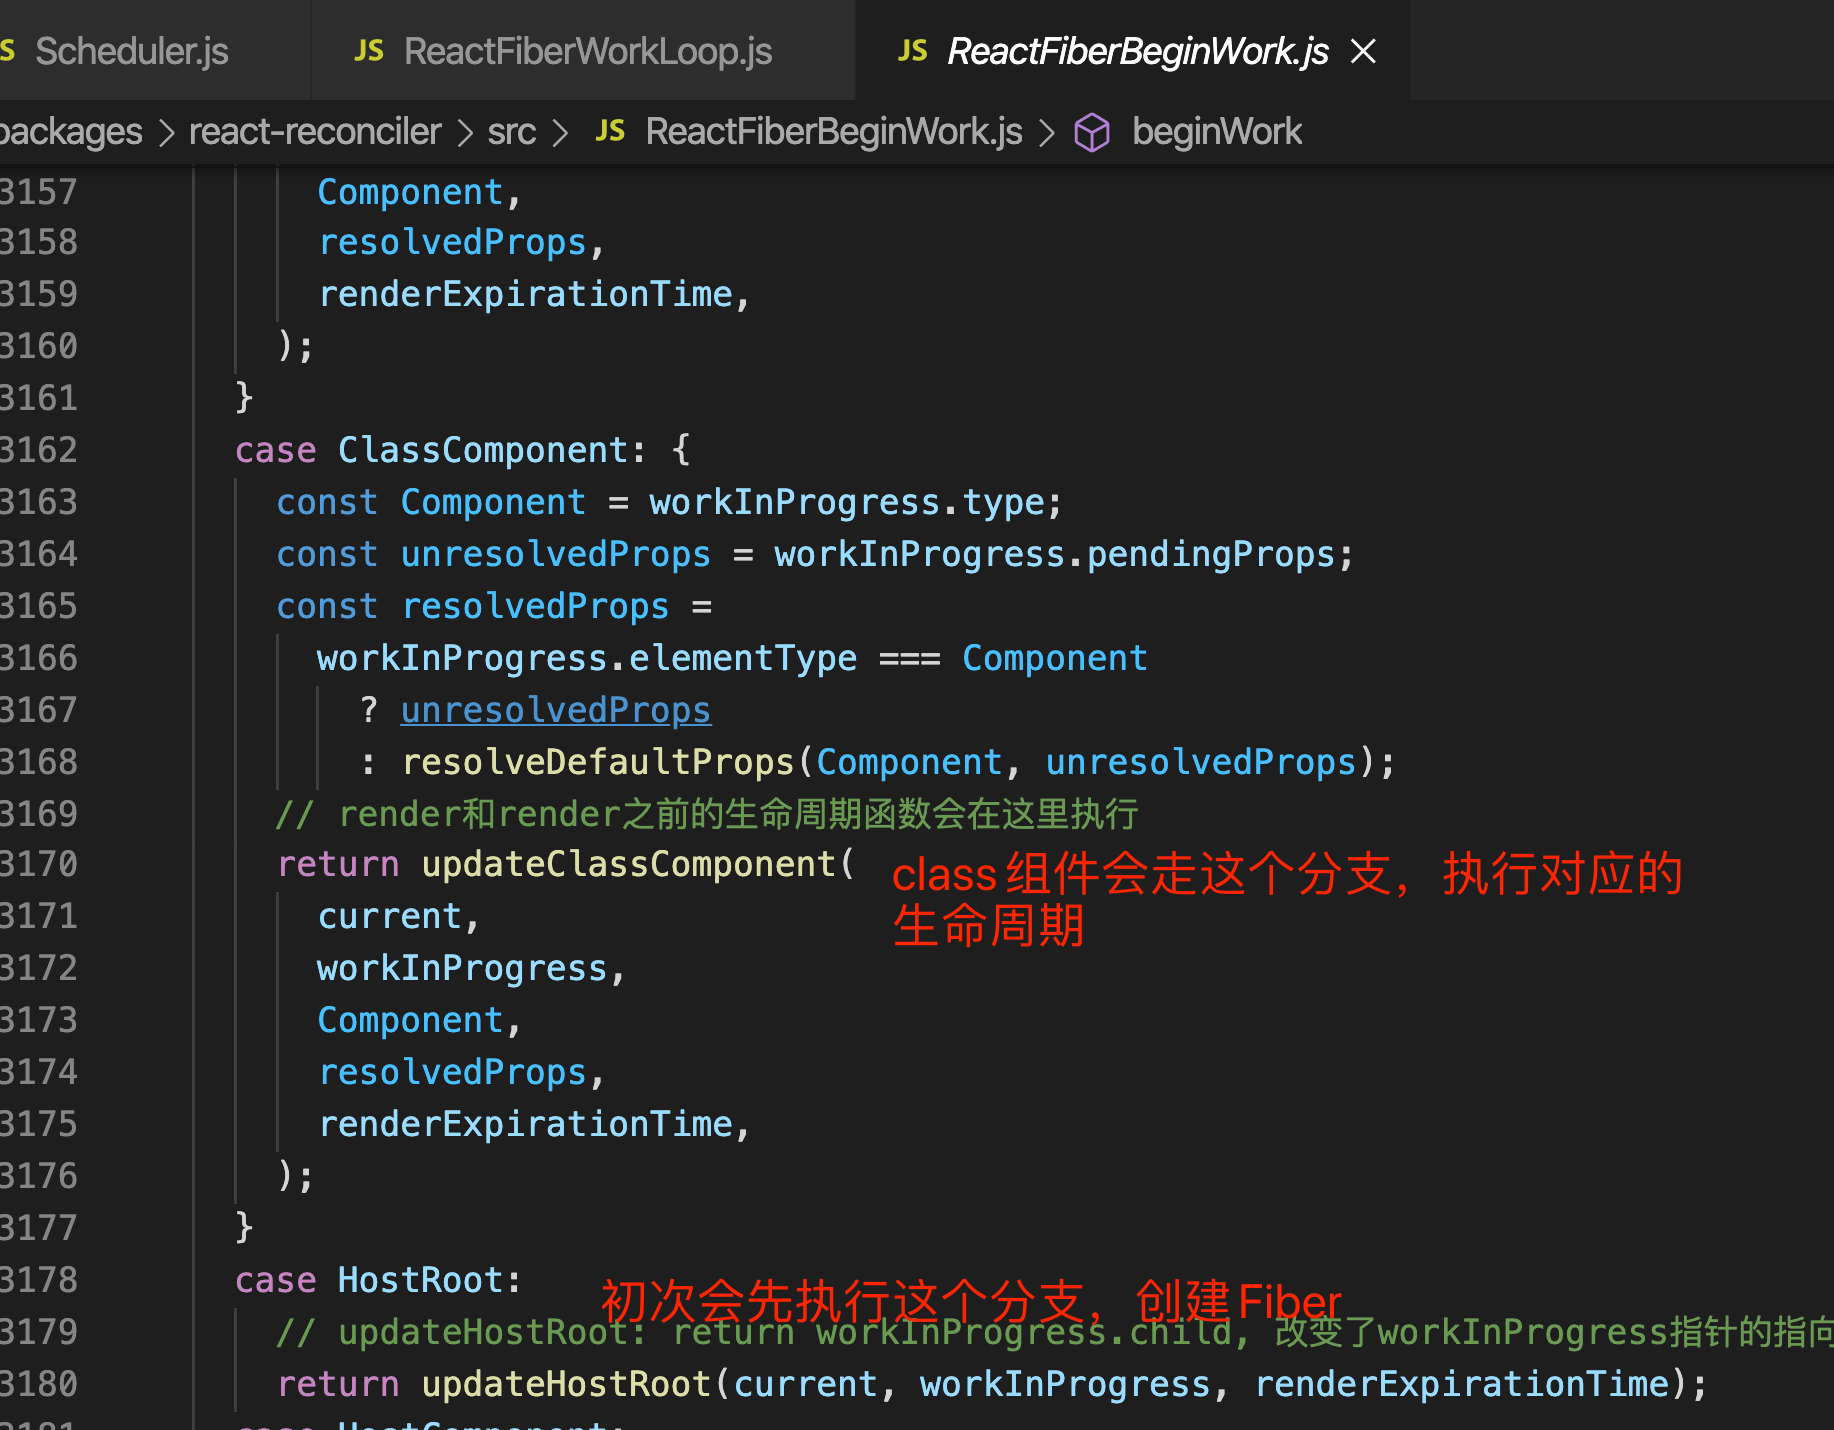 Scheduler.js JS ReactFiberWorkLoop.js JS ReactFiberBeginWork.js
packages > react-reconciler > src > JS ReactFiberBeginWork.js > beginWork
3157 Component,
3158 resolvedProps,
3159 renderExpirationTime,
3160 );
3161 }
3162 case ClassComponent: {
3163 const Component = workInProgress.type;
3164 const unresolvedProps = workInProgress.pendingProps;
3165 const resolvedProps =
3166 workInProgress.elementType === Component
3167 ? unresolvedProps
3168 : resolveDefaultProps(Component, unresolvedProps);
3169 // render和render之前的生命周期函数会在这里执行
3170 return updateClassComponent(
class组件会走这个分支，执行对应的
生命周期
3171 current,
3172 workInProgress,
3173 Component,
3174 resolvedProps,
3175 renderExpirationTime,
3176 );
3177 }
3178 case HostRoot:
初次会先执行这个分支，创建Fiber
3179 // updateHostRoot: return workInProgress.child, 改变了workInProgress指针的指向
3180 return updateHostRoot(current, workInProgress, renderExpirationTime);
3181 case HostComponent: